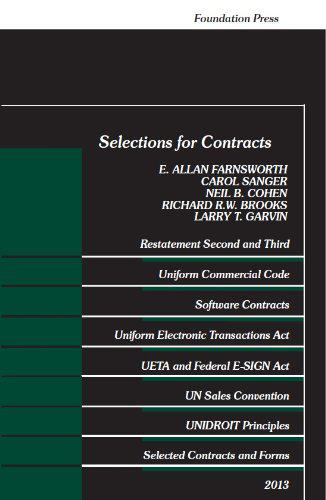 Foundation Press
Selections for Contracts
E. ALLAN FARNSWORTH
CAROL SANGER
NEIL B. COHEN
RICHARD R.W. BROOKS
LARRY T. GARVIN
Restatement Second and Third
Uniform Commercial Code
Software Contracts
Uniform Electronic Transactions Act
UETA and Federal E-SIGN Act
UN Sales Convention
UNIDROIT Principles
Selected Contracts and Forms
2013